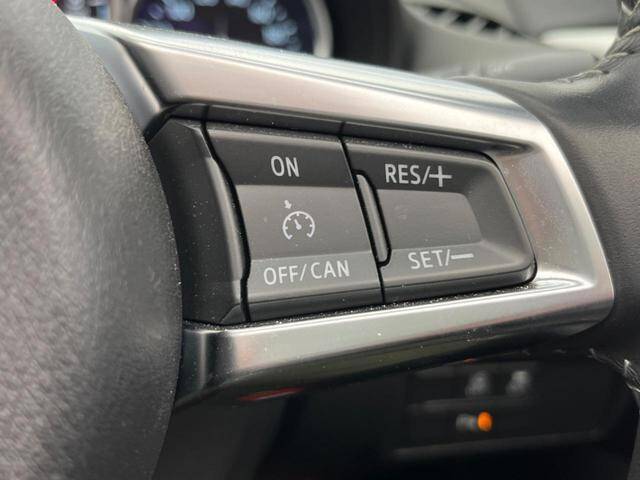 ON
RES/+
OFF/CAN
SET/—